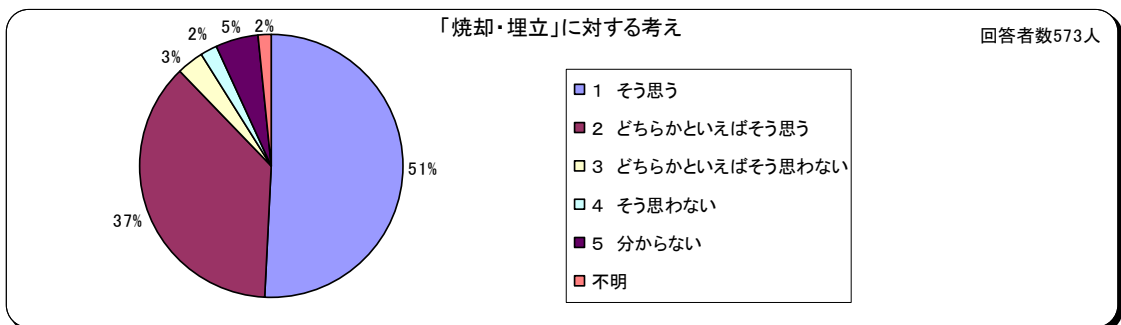 「焼却・埋立」に対する考え
回答者数573人
2%
5%
2%
3%
51%
37%
１　そう思う
２　どちらかといえばそう思う
３　どちらかといえばそう思わない
４　そう思わない
５　分からない
不明